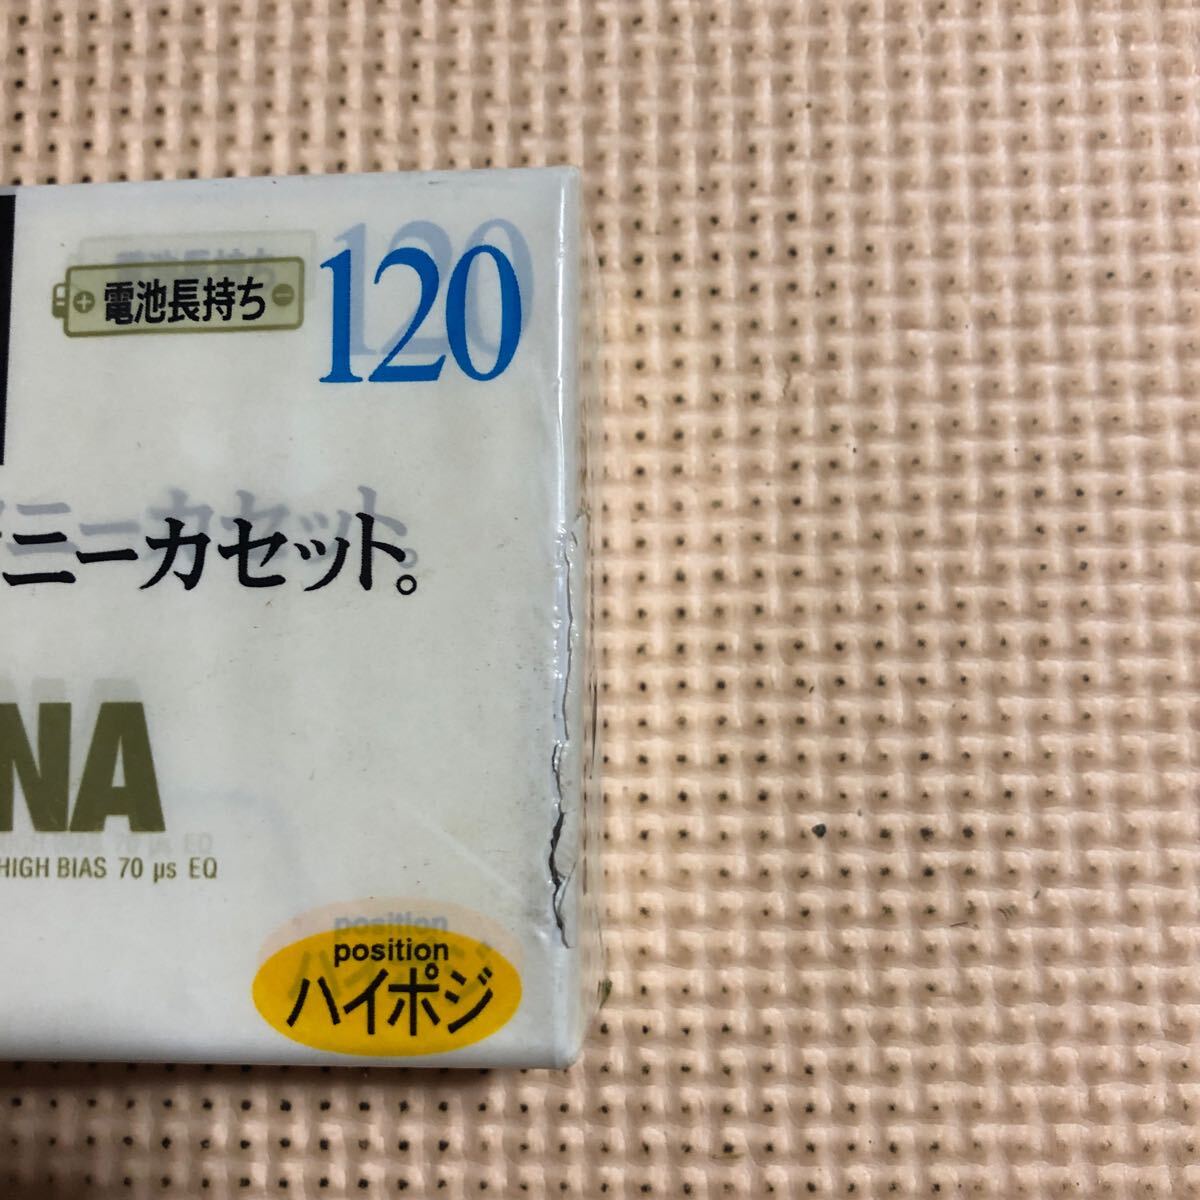 電池長持ち 120
ニーカセット。
NA
HIGH BIAS 70 μs EQ
position
ハイポジ